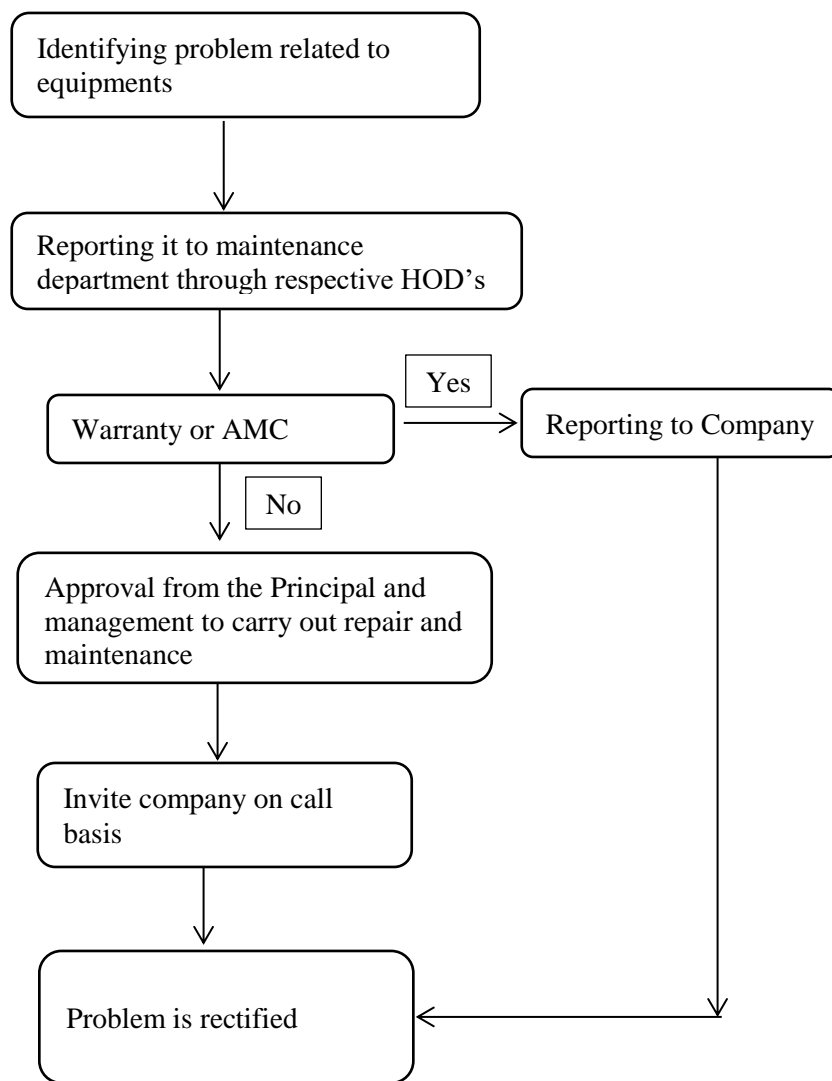 Identifying problem related to
equipments
Reporting it to maintenance
department through respective HOD’s
Yes
Warranty or AMC
Reporting to Company
No
Approval from the Principal and
management to carry out repair and
maintenance
Invite company on call
basis
Problem is rectified